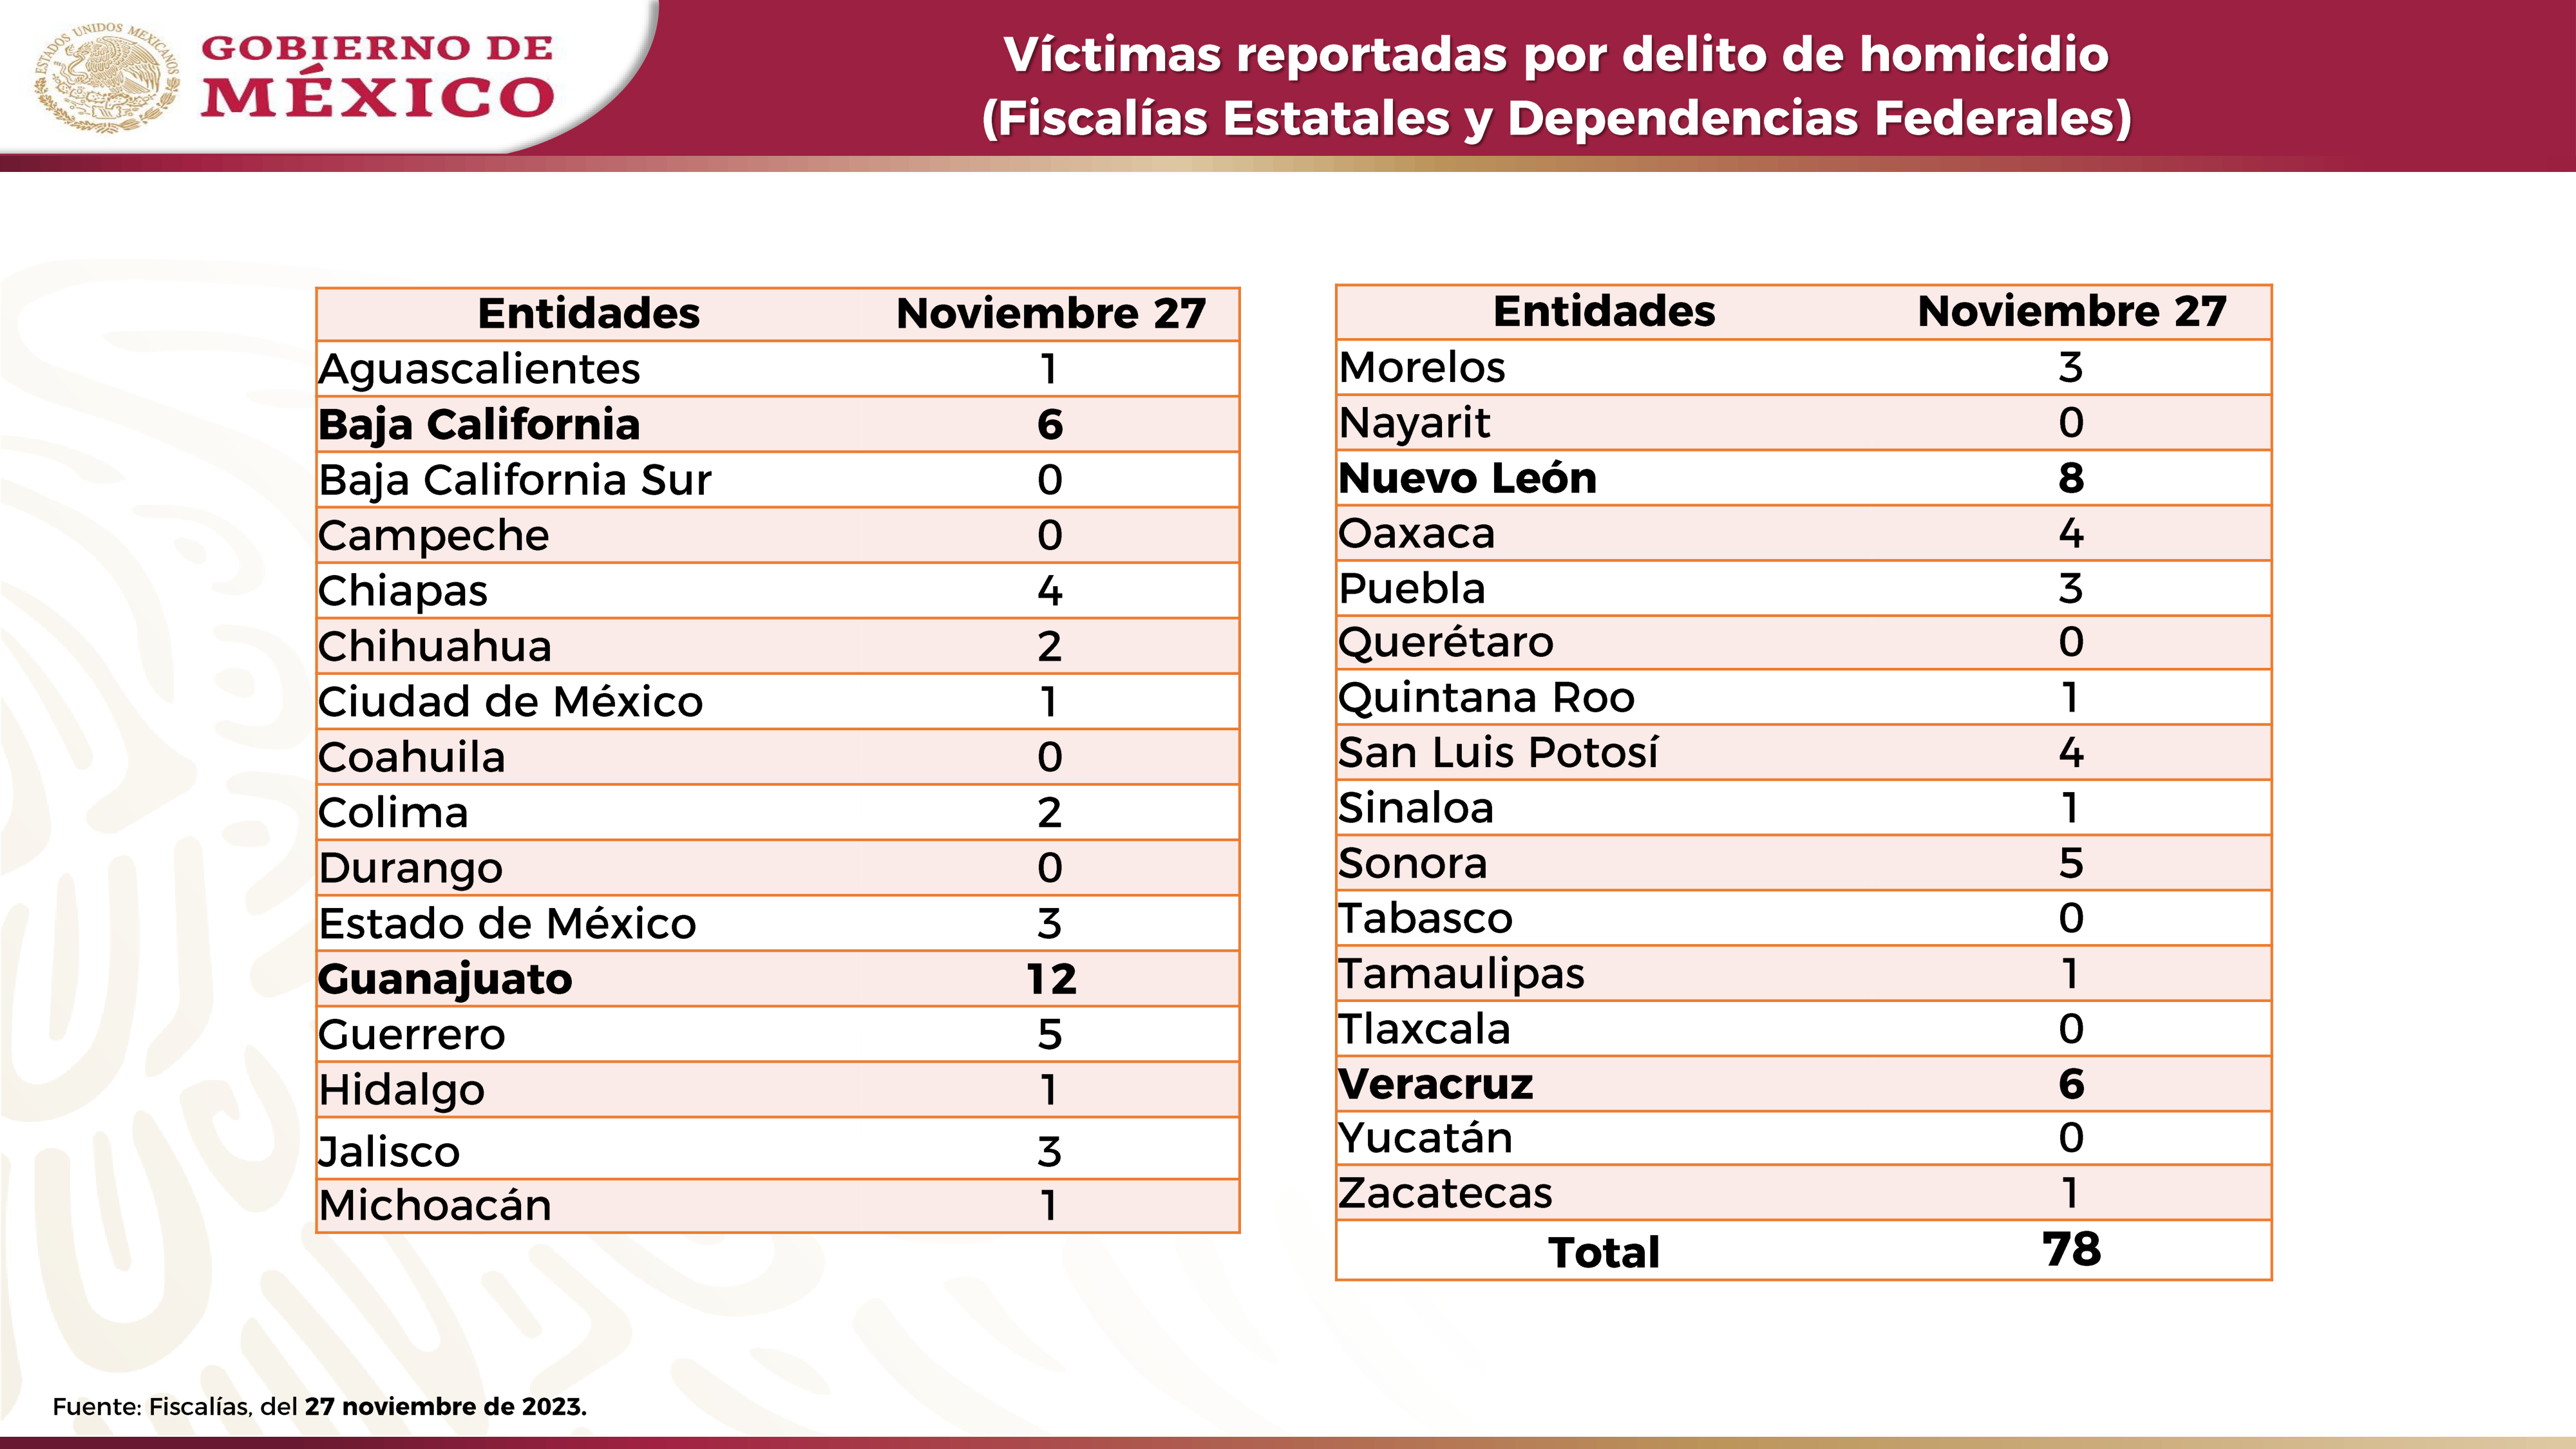 ESTADOS UNIDOS MEXICANOS
GOBIERNO DE
MÉXICO
Víctimas reportadas por delito de homicidio
(Fiscalías Estatales y Dependencias Federales)
Entidades Noviembre 27
Aguascalientes 1
Baja California 6
Baja California Sur 0
Campeche 0
Chiapas 4
Chihuahua 2
Ciudad de México 1
Coahuila 0
Colima 2
Durango 0
Estado de México 3
Guanajuato 12
Guerrero 5
Hidalgo 1
Jalisco 3
Michoacán 1
Entidades Noviembre 27
Morelos 3
Nayarit 0
Nuevo León 8
Oaxaca 4
Puebla 3
Querétaro 0
Quintana Roo 1
San Luis Potosí 4
Sinaloa 1
Sonora 5
Tabasco 0
Tamaulipas 1
Tlaxcala 0
Veracruz 6
Yucatán 0
Zacatecas 1
Total 78
Fuente: Fiscalías, del 27 noviembre de 2023.